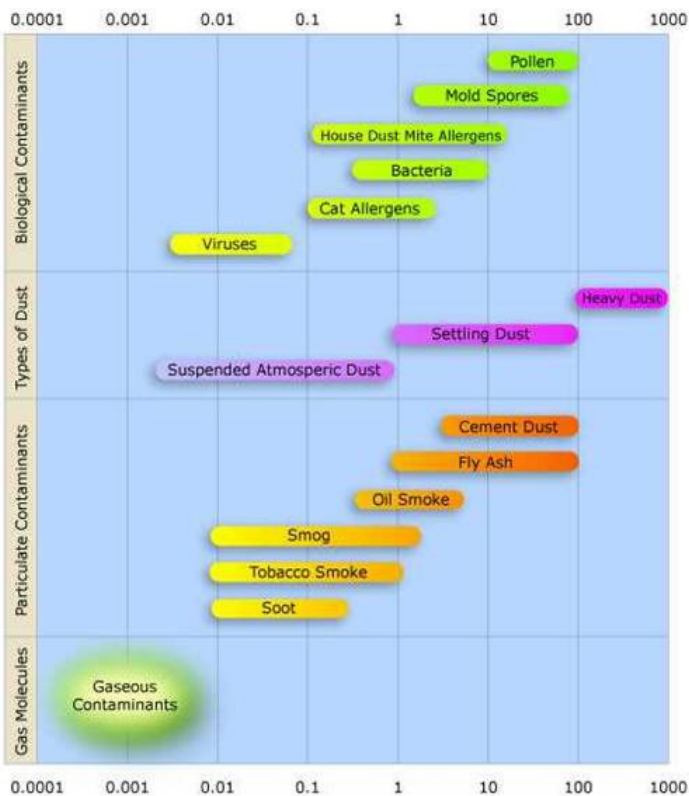 0.0001 0.001 0.01 0.1 1 10 100 1000
Biological Contaminants
Pollen
Mold Spores
House Dust Mite Allergens
Bacteria
Cat Allergens
Viruses
Types of Dust
Heavy Dust
Settling Dust
Suspended Atmosperic Dust
Particulate Contaminants
Cement Dust
Fly Ash
Oil Smoke
Smog
Tobacco Smoke
Soot
Gas Molecules
Gaseous
Contaminants
0.0001 0.001 0.01 0.1 1 10 100 1000